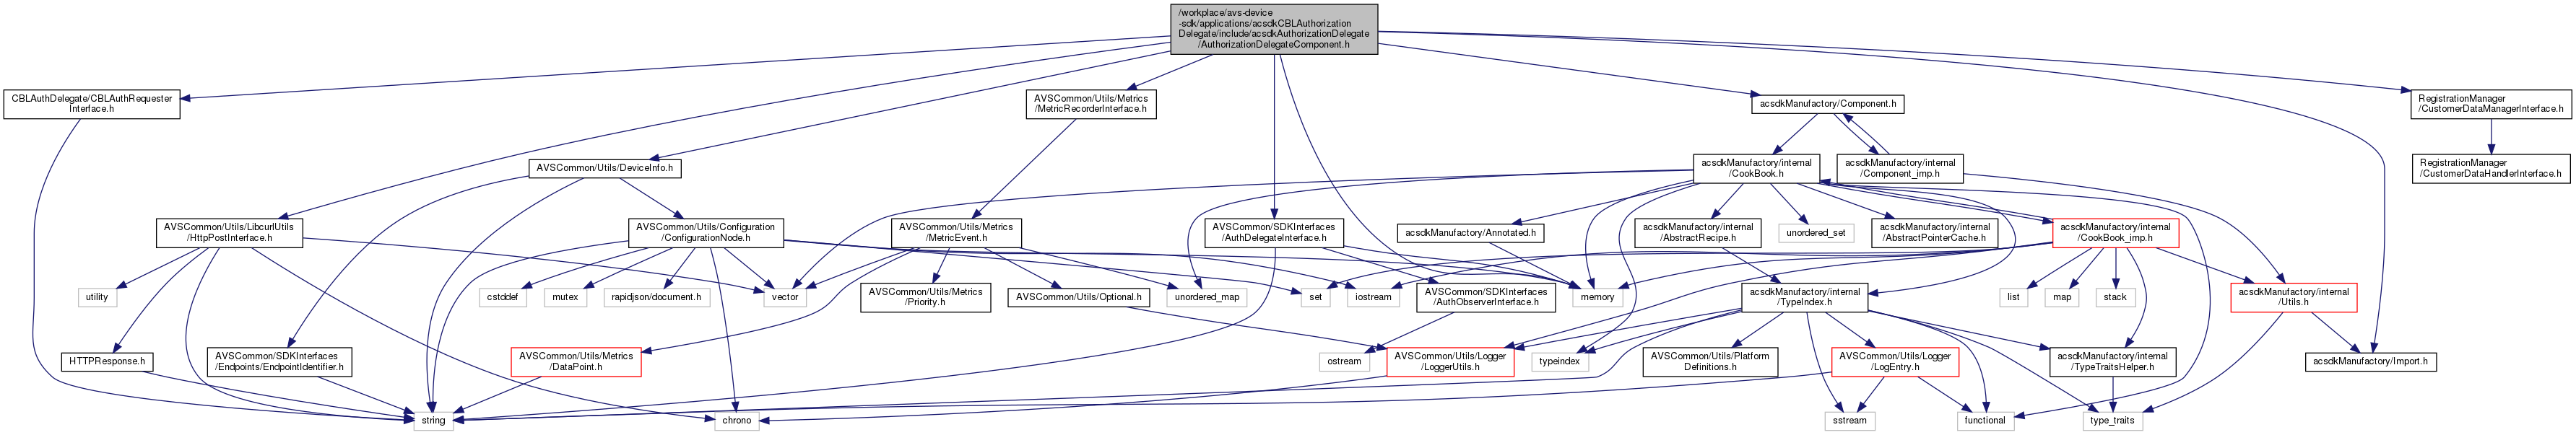 /workplace/avs-device
-sdk/applications/acsdkCBLAuthorization
Delegate/include/acsdkAuthorizationDelegate
/AuthorizationDelegateComponent.h
CBLAuthDelegate/CBLAuthRequester
Interface.h
AVSCommon/Utils/Metrics
/MetricRecorderInterface.h
acsdkManufactory/Component.h
RegistrationManager
/CustomerDataManagerInterface.h
AVSCommon/Utils/DeviceInfo.h
acsdkManufactory/internal
/CookBook.h
acsdkManufactory/internal
/Component_imp.h
RegistrationManager
/CustomerDataHandlerInterface.h
AVSCommon/Utils/LibcurlUtils
/HttpPostInterface.h
AVSCommon/Utils/Configuration
/ConfigurationNode.h
AVSCommon/Utils/Metrics
/MetricEvent.h
AVSCommon/SDKInterfaces
/AuthDelegateInterface.h
acsdkManufactory/Annotated.h
acsdkManufactory/internal
/AbstractRecipe.h
unordered_set
acsdkManufactory/internal
/AbstractPointerCache.h
acsdkManufactory/internal
/CookBook_imp.h
utility
cstddef
mutex
rapidjson/document.h
vector
AVSCommon/Utils/Metrics
/Priority.h
AVSCommon/Utils/Optional.h
unordered_map
set
iostream
AVSCommon/SDKInterfaces
/AuthObserverInterface.h
memory
acsdkManufactory/internal
/TypeIndex.h
list
map
stack
acsdkManufactory/internal
/Utils.h
HTTPResponse.h
AVSCommon/SDKInterfaces
/Endpoints/EndpointIdentifier.h
AVSCommon/Utils/Metrics
/DataPoint.h
ostream
AVSCommon/Utils/Logger
/LoggerUtils.h
typeindex
AVSCommon/Utils/Platform
Definitions.h
AVSCommon/Utils/Logger
/LogEntry.h
acsdkManufactory/internal
/TypeTraitsHelper.h
acsdkManufactory/Import.h
string
chrono
sstream
functional
type_traits